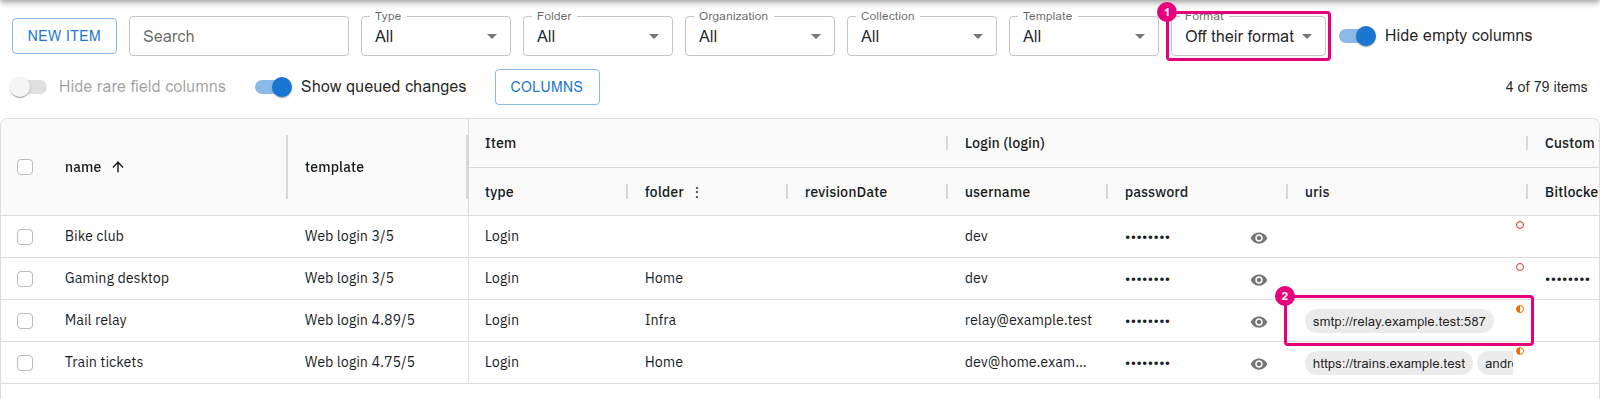 Type
Folder
Organization
Collection
Template
1
Format
NEW ITEM
Search
All
All
All
All
All
Off their format
Hide empty columns
Hide rare field columns
Show queued changes
COLUMNS
4 of 79 items
Item
Login (login)
Custom
name
template
type
folder
revisionDate
username
password
uris
Bitlocke
Bike club
Web login 3/5
Login
dev
••••••••
Gaming desktop
Web login 3/5
Login
Home
dev
••••••••
••••••••
2
Mail relay
Web login 4.89/5
Login
Infra
relay@example.test
••••••••
smtp://relay.example.test:587
Train tickets
Web login 4.75/5
Login
Home
dev@home.exam...
••••••••
https://trains.example.test
andr